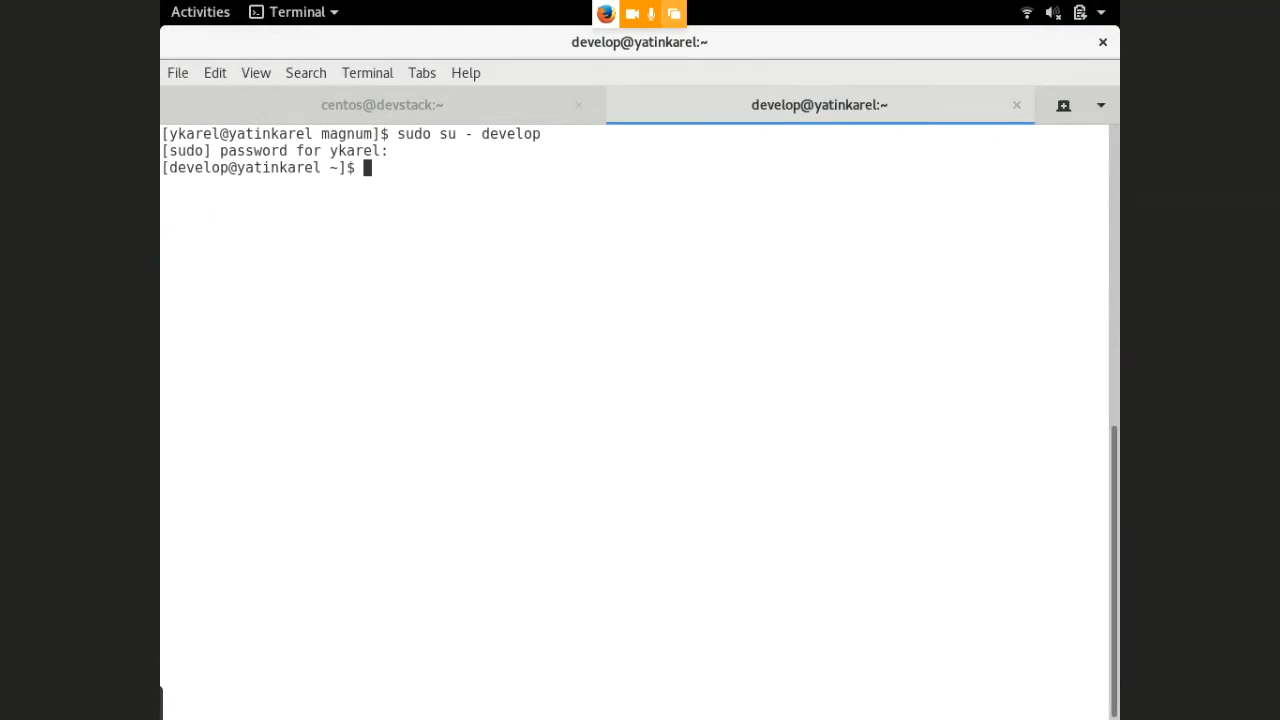 Activities Terminal
develop@yatinkarel:~
File Edit View Search Terminal Tabs Help
centos@devstack:~ develop@yatinkarel:~
[ykarel@yatinkarel magnum]$ sudo su - develop
[sudo] password for ykarel:
[develop@yatinkarel ~]$